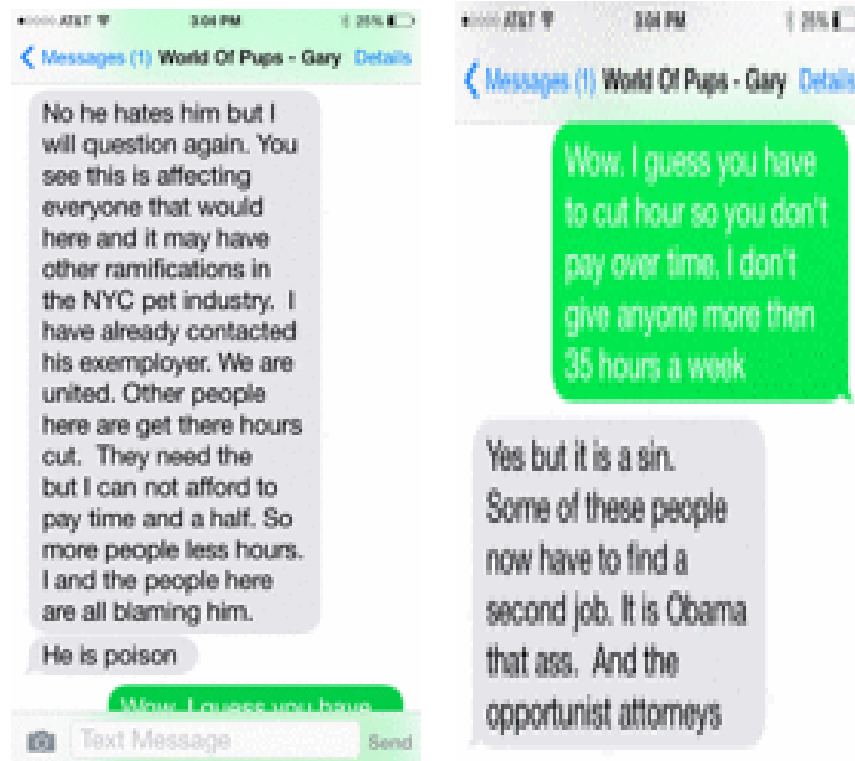 AT&T 3:04 PM 25%
Messages (1) World Of Pups - Gary Details
No he hates him but I
will question again. You
see this is affecting
everyone that would
here and it may have
other ramifications in
the NYC pet industry. I
have already contacted
his exemployer. We are
united. Other people
here are get there hours
cut. They need the
but I can not afford to
pay time and a half. So
more people less hours.
I and the people here
are all blaming him.
He is poison
Wow. I guess you have
Text Message Send
AT&T 3:04 PM 25%
Messages (1) World Of Pups - Gary Details
Wow. I guess you have
to cut hour so you don't
pay over time. I don't
give anyone more then
35 hours a week
Yes but it is a sin.
Some of these people
now have to find a
second job. It is Obama
that ass. And the
opportunist attorneys